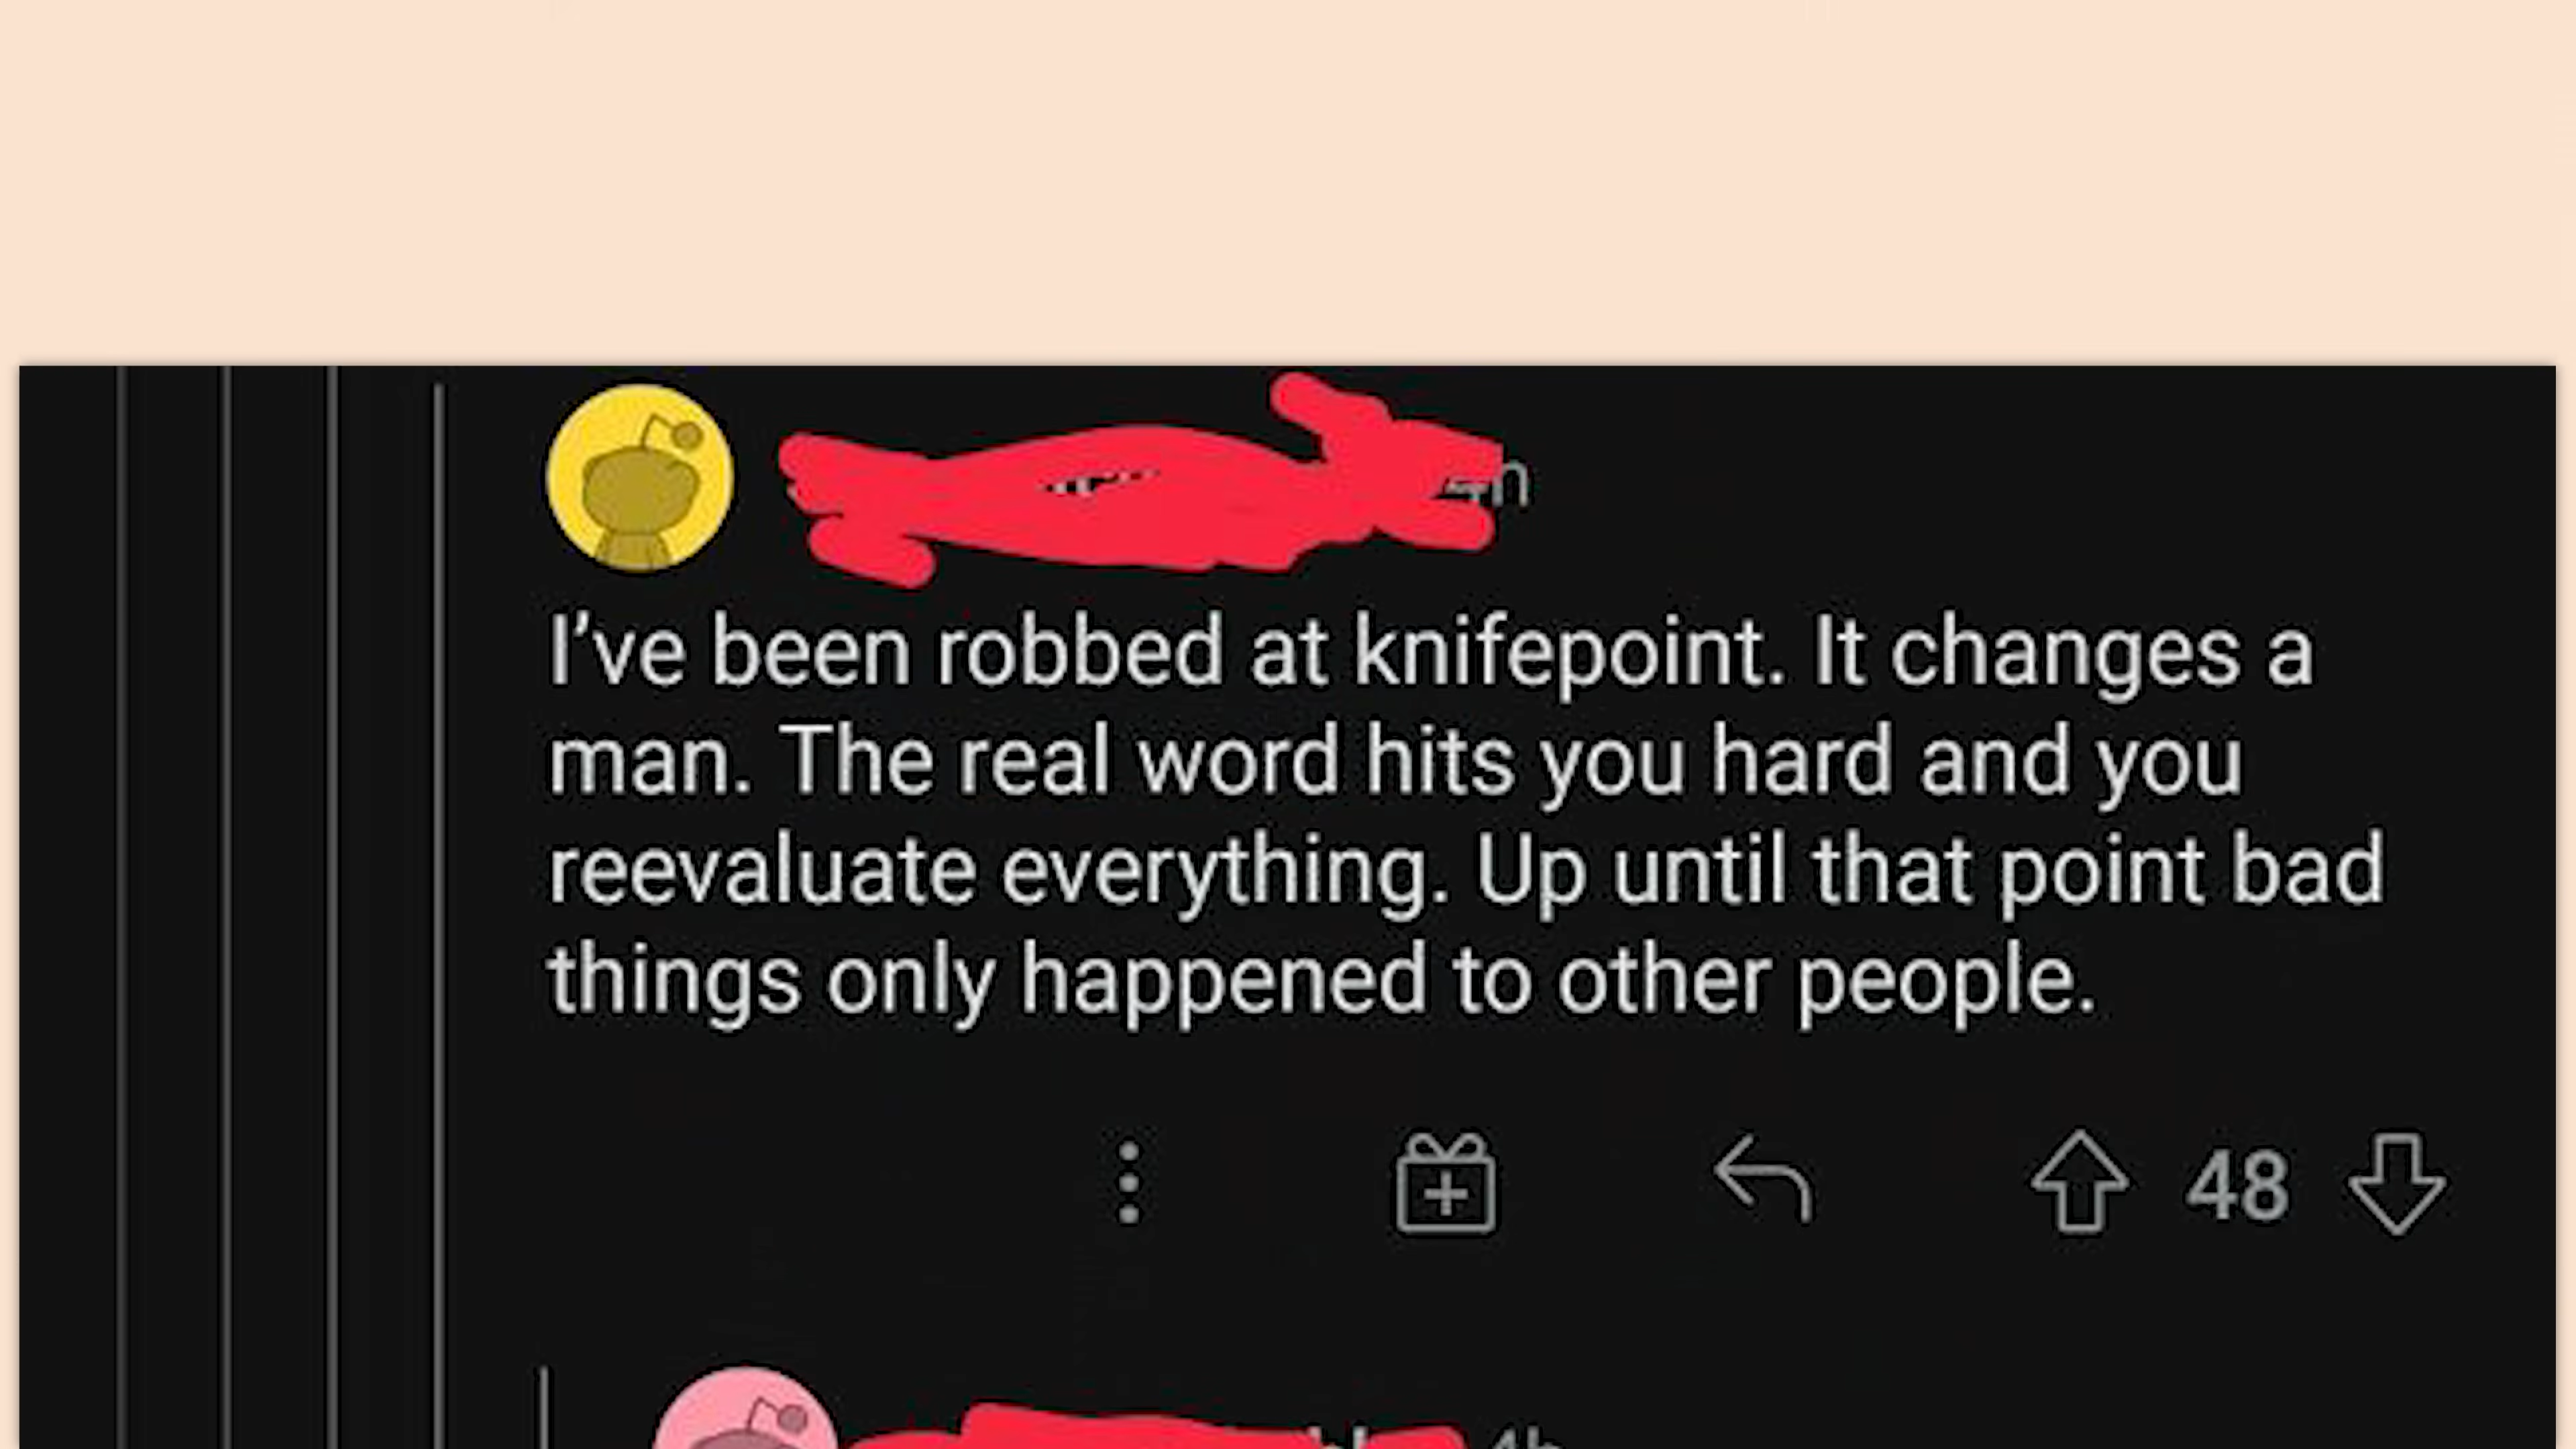 I've been robbed at knifepoint. It changes a
man. The real word hits you hard and you
reevaluate everything. Up until that point bad
things only happened to other people.
48